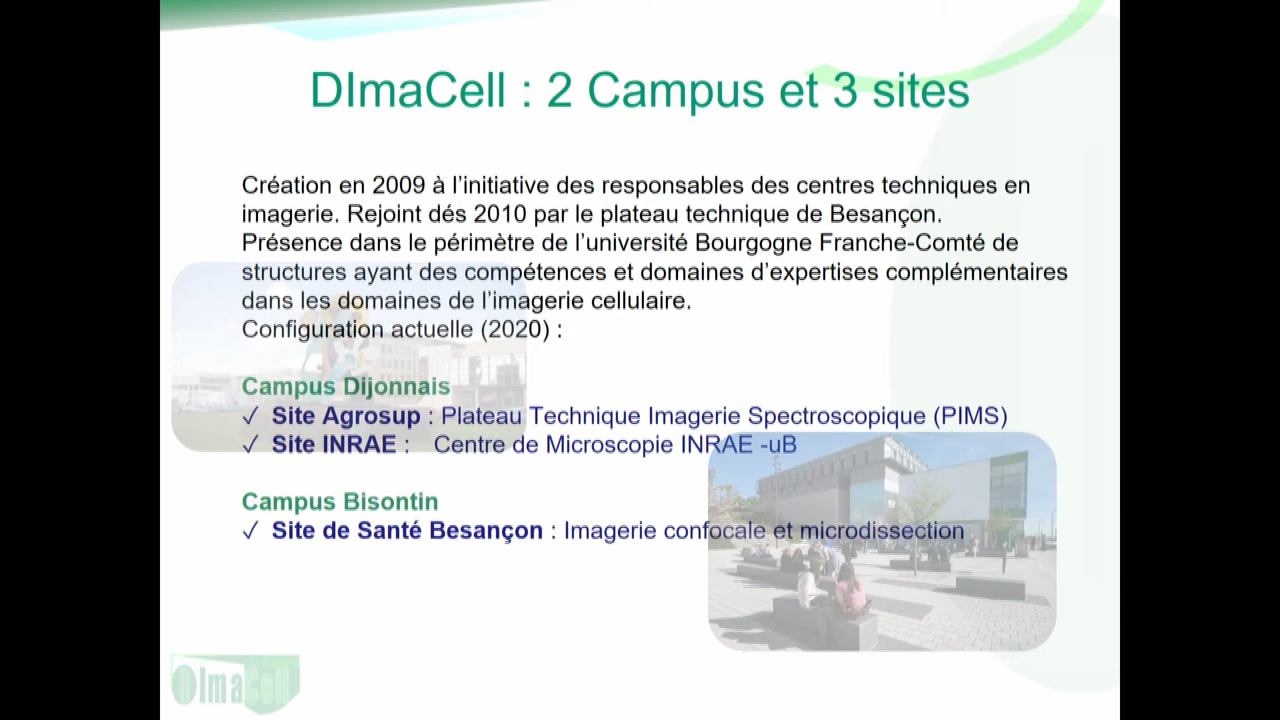 DImaCell : 2 Campus et 3 sites
Création en 2009 à l’initiative des responsables des centres techniques en
imagerie. Rejoint dés 2010 par le plateau technique de Besançon.
Présence dans le périmètre de l’université Bourgogne Franche-Comté de
structures ayant des compétences et domaines d’expertises complémentaires
dans les domaines de l’imagerie cellulaire.
Configuration actuelle (2020) :
Campus Dijonnais
✓ Site Agrosup : Plateau Technique Imagerie Spectroscopique (PIMS)
✓ Site INRAE : Centre de Microscopie INRAE -uB
Campus Bisontin
✓ Site de Santé Besançon : Imagerie confocale et microdissection
DImaCell